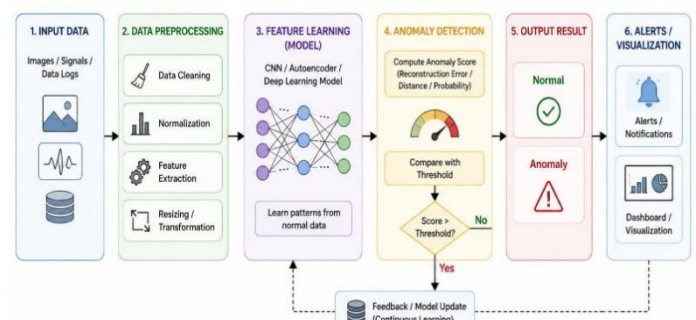 1. INPUT DATA
Images / Signals /
Data Logs
2. DATA PREPROCESSING
Data Cleaning
Normalization
Feature
Extraction
Resizing /
Transformation
3. FEATURE LEARNING
(MODEL)
CNN / Autoencoder /
Deep Learning Model
Learn patterns from
normal data
4. ANOMALY DETECTION
Compute Anomaly Score
(Reconstruction Error /
Distance / Probability)
Compare with
Threshold
Score >
Threshold?
No
Yes
5. OUTPUT RESULT
Normal
Anomaly
6. ALERTS /
VISUALIZATION
Alerts /
Notifications
Dashboard /
Visualization
Feedback / Model Update
(Continuous Learning)